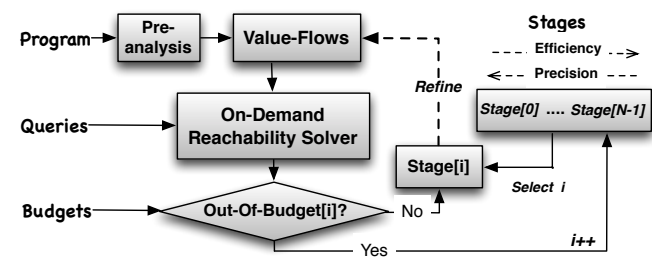 Stages
Program
Pre-
analysis
Value-Flows
Efficiency
Precision
Refine
Stage[0] .... Stage[N-1]
Queries
On-Demand
Reachability Solver
Stage[i]
Select i
Budgets
Out-Of-Budget[i]?
No
Yes
i++